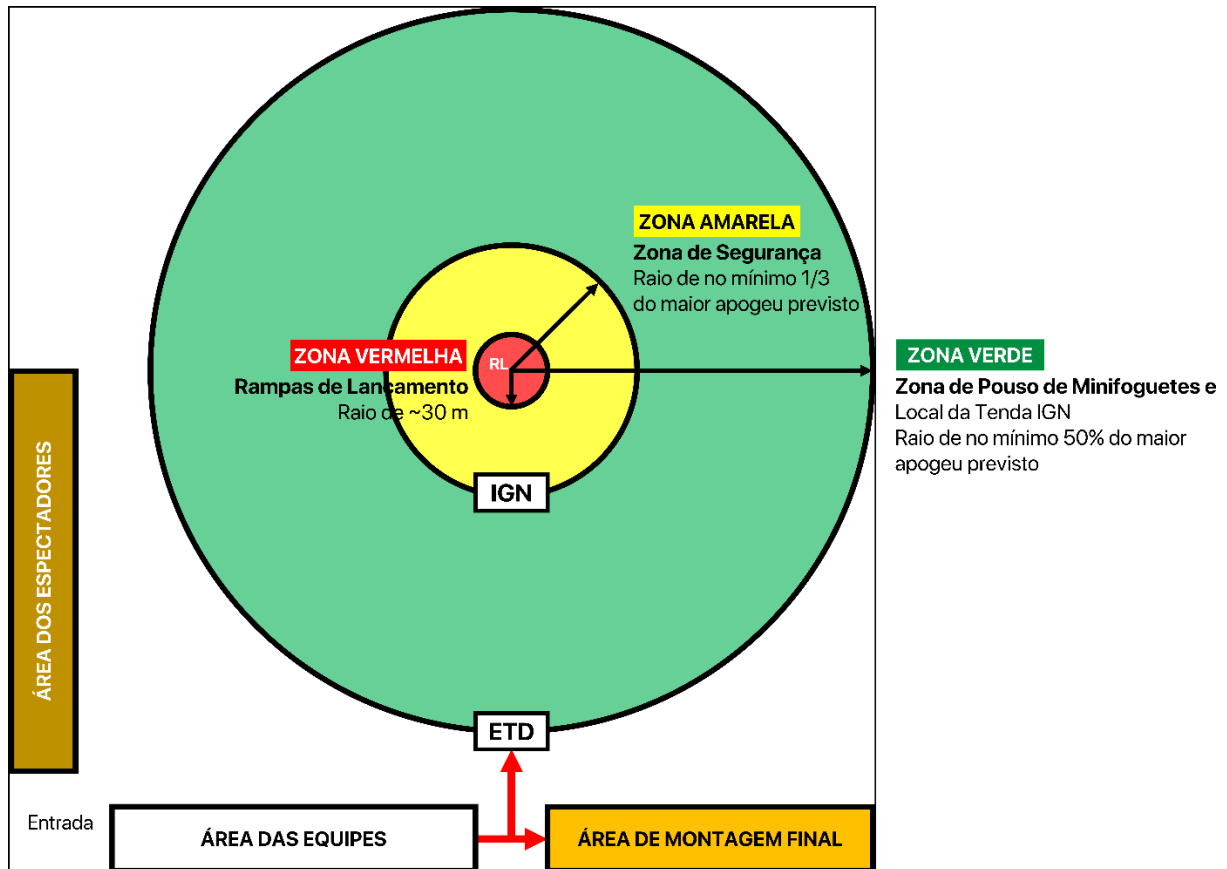 ZONA AMARELA
Zona de Segurança
Raio de no mínimo 1/3
do maior apogeu previsto
ZONA VERMELHA
RL
Rampas de Lançamento
Raio de ~30 m
ZONA VERDE
Zona de Pouso de Minifoguetes e
Local da Tenda IGN
Raio de no mínimo 50% do maior
apogeu previsto
IGN
ÁREA DOS ESPECTADORES
ETD
Entrada
ÁREA DAS EQUIPES
ÁREA DE MONTAGEM FINAL